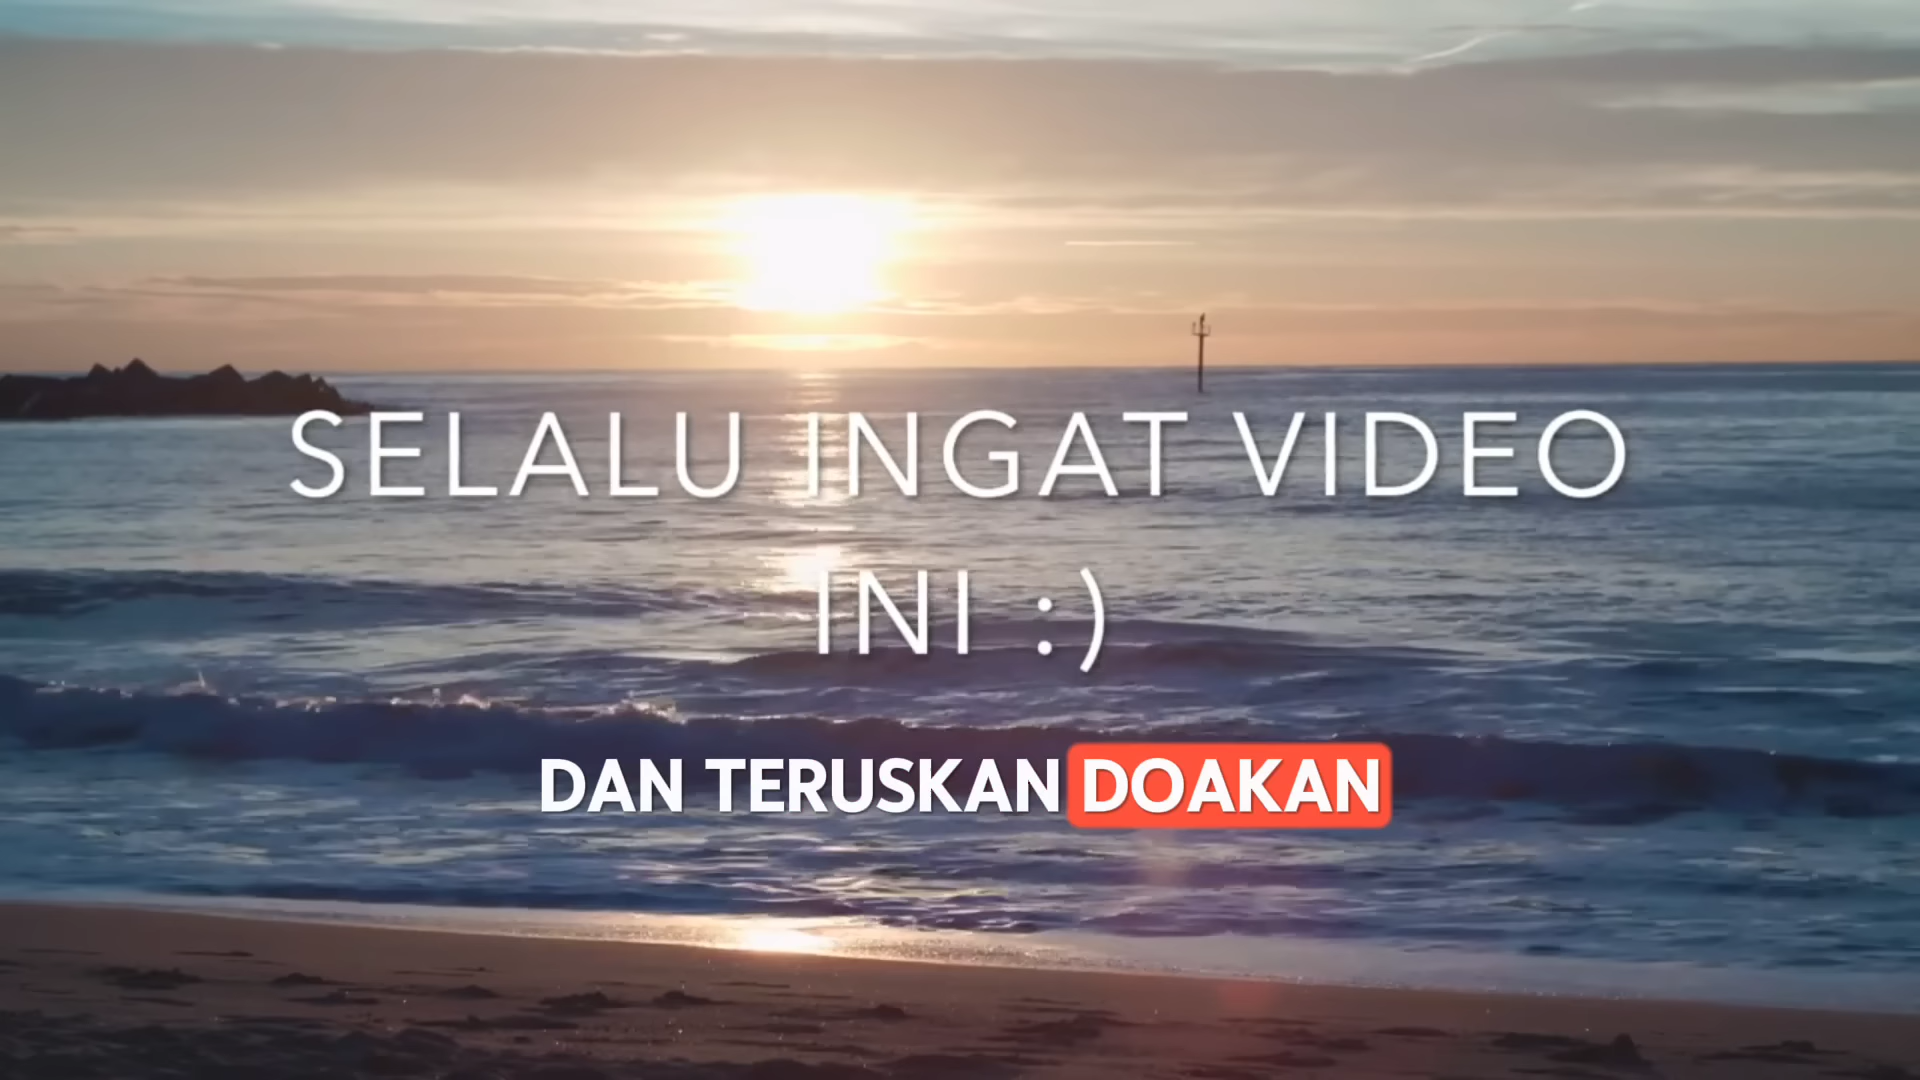 SELALU INGAT VIDEO
INI :)
DAN TERUSKAN DOAKAN